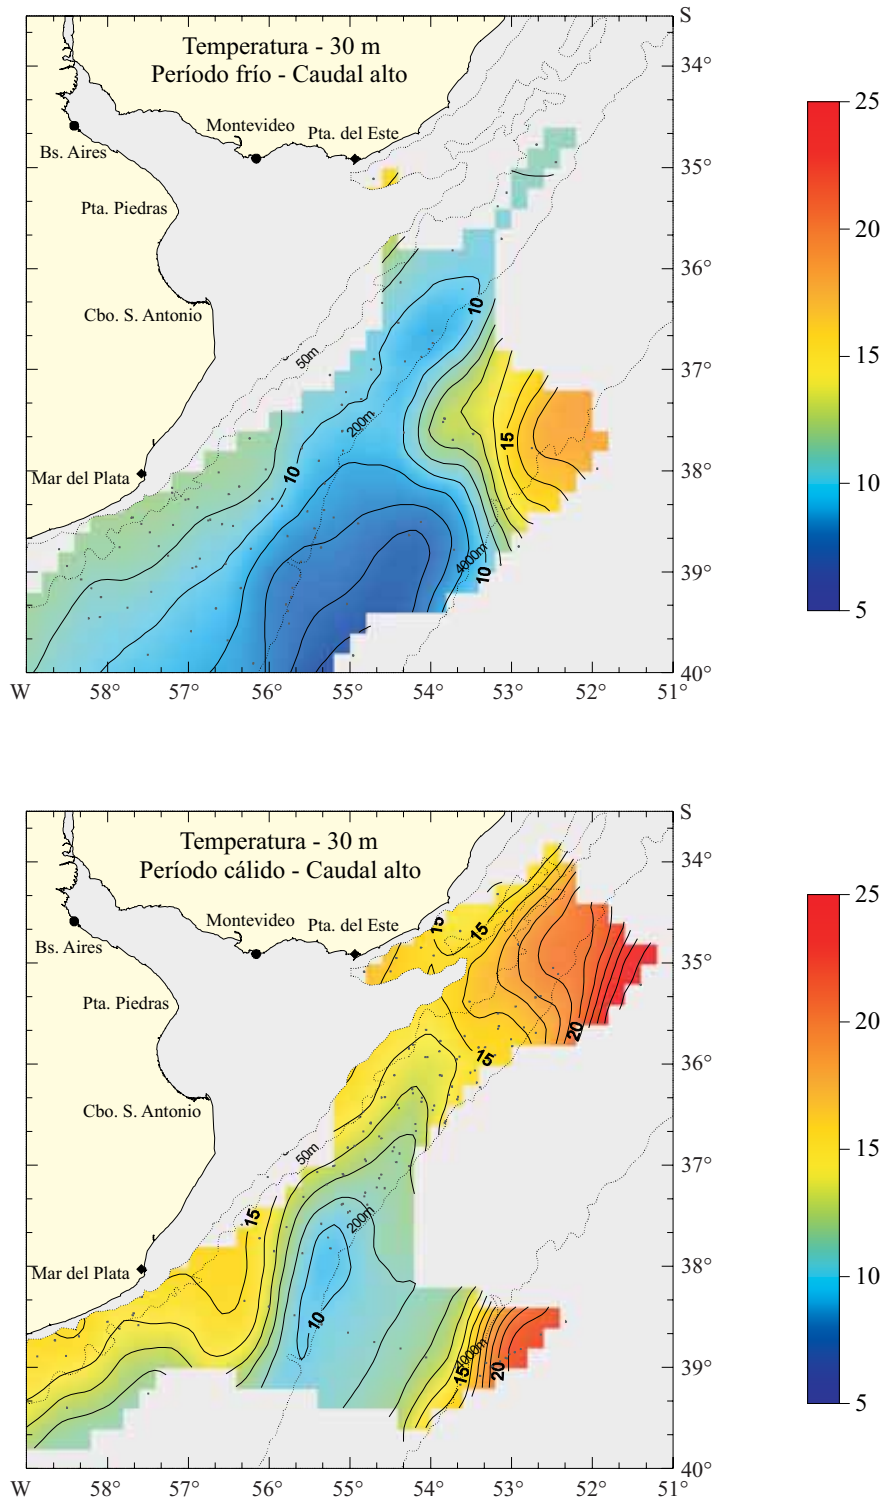 S
Temperatura - 30 m
Período frío - Caudal alto
34°
25
Montevideo
Pta. del Este
Bs. Aires
35°
Pta. Piedras
20
36°
Cbo. S. Antonio
10
50m
15
37°
200m
15
10
38°
Mar del Plata
10
4000m
10
39°
5
40°
W
58°
57°
56°
55°
54°
53°
52°
51°
S
Temperatura - 30 m
Período cálido - Caudal alto
34°
25
Montevideo
Pta. del Este
15
15
Bs. Aires
35°
Pta. Piedras
20
20
15
36°
Cbo. S. Antonio
50m
15
37°
15
200m
Mar del Plata
38°
10
10
4000m
15
20
39°
5
40°
W
58°
57°
56°
55°
54°
53°
52°
51°